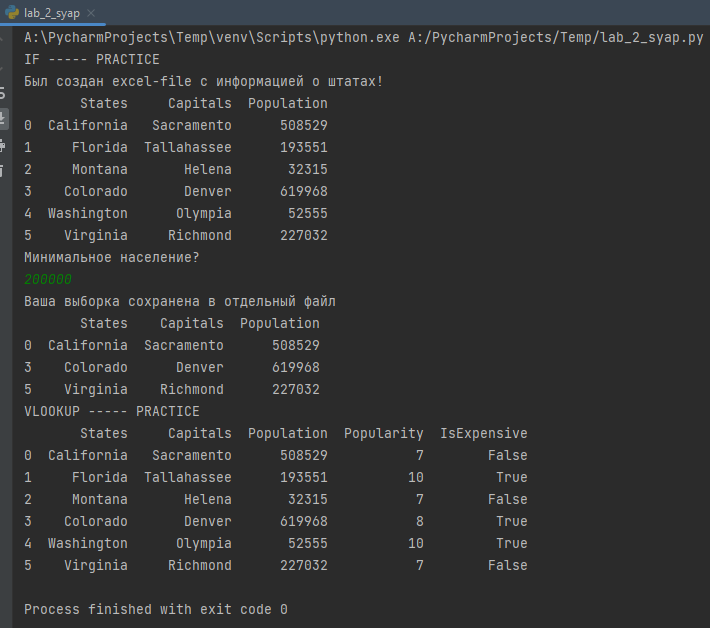 lab_2_syap
A:\PycharmProjects\Temp\venv\Scripts\python.exe A:/PycharmProjects/Temp/lab_2_syap.py
IF ----- PRACTICE
Был создан excel-file с информацией о штатах!
States Capitals Population
0 California Sacramento 508529
1 Florida Tallahassee 193551
2 Montana Helena 32315
3 Colorado Denver 619968
4 Washington Olympia 52555
5 Virginia Richmond 227032
Минимальное население?
200000
Ваша выборка сохранена в отдельный файл
States Capitals Population
0 California Sacramento 508529
3 Colorado Denver 619968
5 Virginia Richmond 227032
VLOOKUP ----- PRACTICE
States Capitals Population Popularity IsExpensive
0 California Sacramento 508529 7 False
1 Florida Tallahassee 193551 10 True
2 Montana Helena 32315 7 False
3 Colorado Denver 619968 8 True
4 Washington Olympia 52555 10 True
5 Virginia Richmond 227032 7 False
Process finished with exit code 0